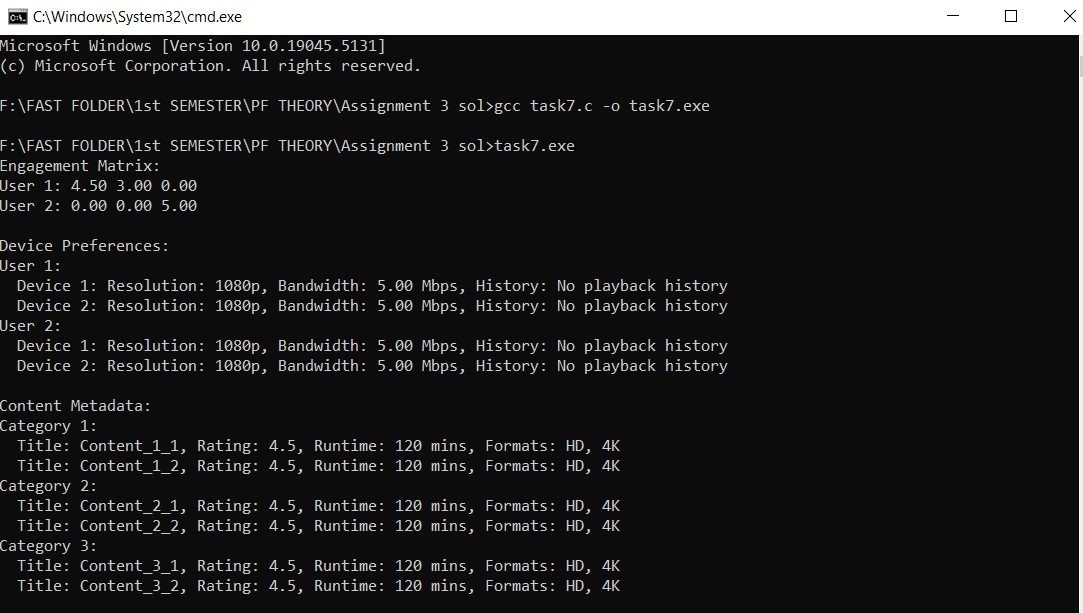 C:\Windows\System32\cmd.exe
Microsoft Windows [Version 10.0.19045.5131]
(c) Microsoft Corporation. All rights reserved.

F:\FAST FOLDER\1st SEMESTER\PF THEORY\Assignment 3 sol>gcc task7.c -o task7.exe

F:\FAST FOLDER\1st SEMESTER\PF THEORY\Assignment 3 sol>task7.exe
Engagement Matrix:
User 1: 4.50 3.00 0.00
User 2: 0.00 0.00 5.00

Device Preferences:
User 1:
  Device 1: Resolution: 1080p, Bandwidth: 5.00 Mbps, History: No playback history
  Device 2: Resolution: 1080p, Bandwidth: 5.00 Mbps, History: No playback history
User 2:
  Device 1: Resolution: 1080p, Bandwidth: 5.00 Mbps, History: No playback history
  Device 2: Resolution: 1080p, Bandwidth: 5.00 Mbps, History: No playback history

Content Metadata:
Category 1:
  Title: Content_1_1, Rating: 4.5, Runtime: 120 mins, Formats: HD, 4K
  Title: Content_1_2, Rating: 4.5, Runtime: 120 mins, Formats: HD, 4K
Category 2:
  Title: Content_2_1, Rating: 4.5, Runtime: 120 mins, Formats: HD, 4K
  Title: Content_2_2, Rating: 4.5, Runtime: 120 mins, Formats: HD, 4K
Category 3:
  Title: Content_3_1, Rating: 4.5, Runtime: 120 mins, Formats: HD, 4K
  Title: Content_3_2, Rating: 4.5, Runtime: 120 mins, Formats: HD, 4K